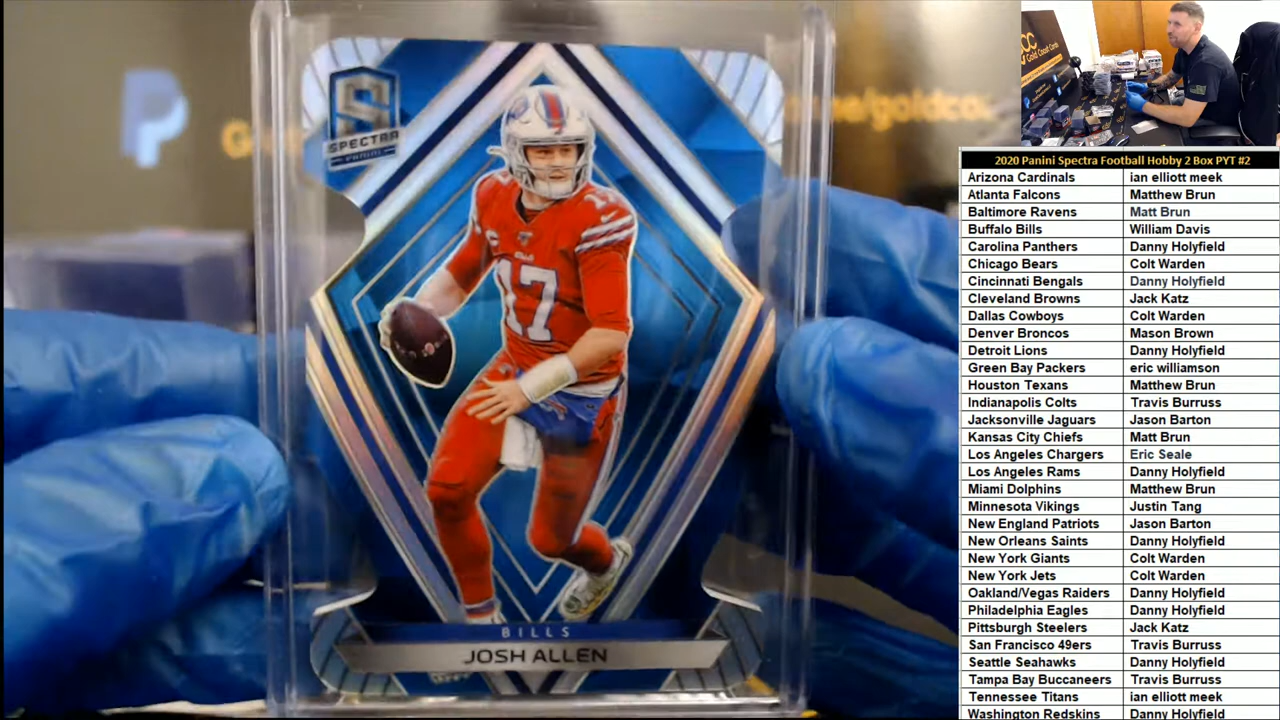 SPECTRA
PANINI
17
17
BILLS
JOSH ALLEN
Gold Coast Cards
2020 Panini Spectra Football Hobby 2 Box PYT #2
Arizona Cardinals ian elliott meek
Atlanta Falcons Matthew Brun
Baltimore Ravens Matt Brun
Buffalo Bills William Davis
Carolina Panthers Danny Holyfield
Chicago Bears Colt Warden
Cincinnati Bengals Danny Holyfield
Cleveland Browns Jack Katz
Dallas Cowboys Colt Warden
Denver Broncos Mason Brown
Detroit Lions Danny Holyfield
Green Bay Packers eric williamson
Houston Texans Matthew Brun
Indianapolis Colts Travis Burruss
Jacksonville Jaguars Jason Barton
Kansas City Chiefs Matt Brun
Los Angeles Chargers Eric Seale
Los Angeles Rams Danny Holyfield
Miami Dolphins Matthew Brun
Minnesota Vikings Justin Tang
New England Patriots Jason Barton
New Orleans Saints Danny Holyfield
New York Giants Colt Warden
New York Jets Colt Warden
Oakland/Vegas Raiders Danny Holyfield
Philadelphia Eagles Danny Holyfield
Pittsburgh Steelers Jack Katz
San Francisco 49ers Travis Burruss
Seattle Seahawks Danny Holyfield
Tampa Bay Buccaneers Travis Burruss
Tennessee Titans ian elliott meek
Washington Redskins Danny Holyfield